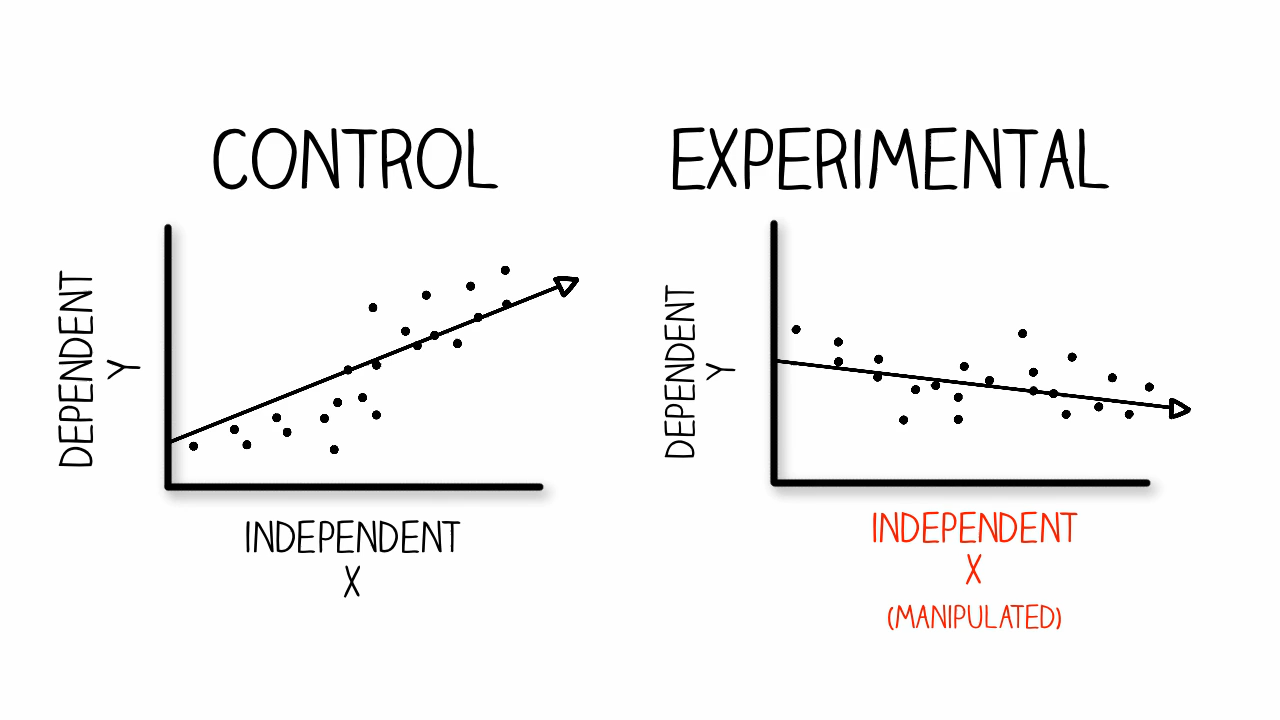 CONTROL
DEPENDENT
Y
INDEPENDENT
X
EXPERIMENTAL
DEPENDENT
Y
INDEPENDENT
X
(MANIPULATED)